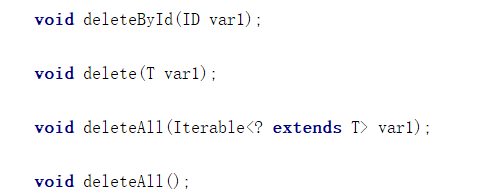 void deleteById(ID var1);
void delete(T var1);
void deleteAll(Iterable<? extends T> var1);
void deleteAll();